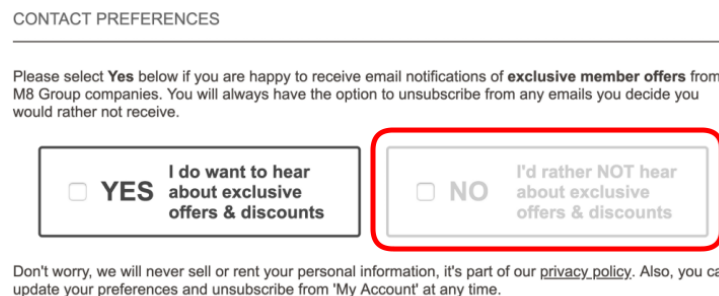 CONTACT PREFERENCES
Please select Yes below if you are happy to receive email notifications of exclusive member offers from
M8 Group companies. You will always have the option to unsubscribe from any emails you decide you
would rather not receive.
YES I do want to hear
about exclusive
offers & discounts
NO I'd rather NOT hear
about exclusive
offers & discounts
Don't worry, we will never sell or rent your personal information, it's part of our privacy policy. Also, you
update your preferences and unsubscribe from 'My Account' at any time.